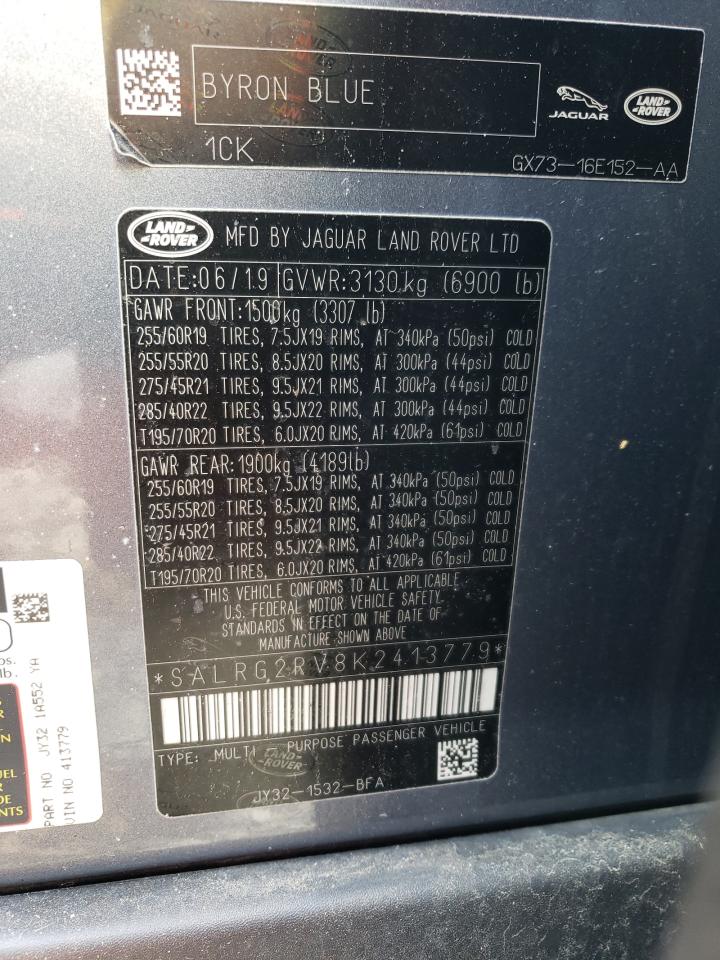 BYRON BLUE
JAGUAR
LAND ROVER
1CK
GX73-16E152-AA
LAND ROVER
MFD BY JAGUAR LAND ROVER LTD
DATE:06/19 GVWR:3130kg (6900 lb)
GAWR FRONT:1500kg (3307 lb)
255/60R19 TIRES, 7.5JX19 RIMS, AT 340kPa (50psi) COLD
255/55R20 TIRES, 8.5JX20 RIMS, AT 300kPa (44psi) COLD
275/45R21 TIRES, 9.5JX21 RIMS, AT 300kPa (44psi) COLD
285/40R22 TIRES, 9.5JX22 RIMS, AT 300kPa (44psi) COLD
T195/70R20 TIRES, 6.0JX20 RIMS, AT 420kPa (61psi) COLD
GAWR REAR:1900kg (4189lb)
255/60R19 TIRES, 7.5JX19 RIMS, AT 340kPa (50psi) COLD
255/55R20 TIRES, 8.5JX20 RIMS, AT 340kPa (50psi) COLD
275/45R21 TIRES, 9.5JX21 RIMS, AT 340kPa (50psi) COLD
285/40R22 TIRES, 9.5JX22 RIMS, AT 340kPa (50psi) COLD
T195/70R20 TIRES, 6.0JX20 RIMS, AT 420kPa (61psi) COLD
THIS VEHICLE CONFORMS TO ALL APPLICABLE
U.S. FEDERAL MOTOR VEHICLE SAFETY
STANDARDS IN EFFECT ON THE DATE OF
MANUFACTURE SHOWN ABOVE
*SALRG2RV8K2413779*
TYPE: MULTI PURPOSE PASSENGER VEHICLE
LAND ROVER
JY32-1532-BFA
PART NO JY32 1A552 YA
VIN NO 413779